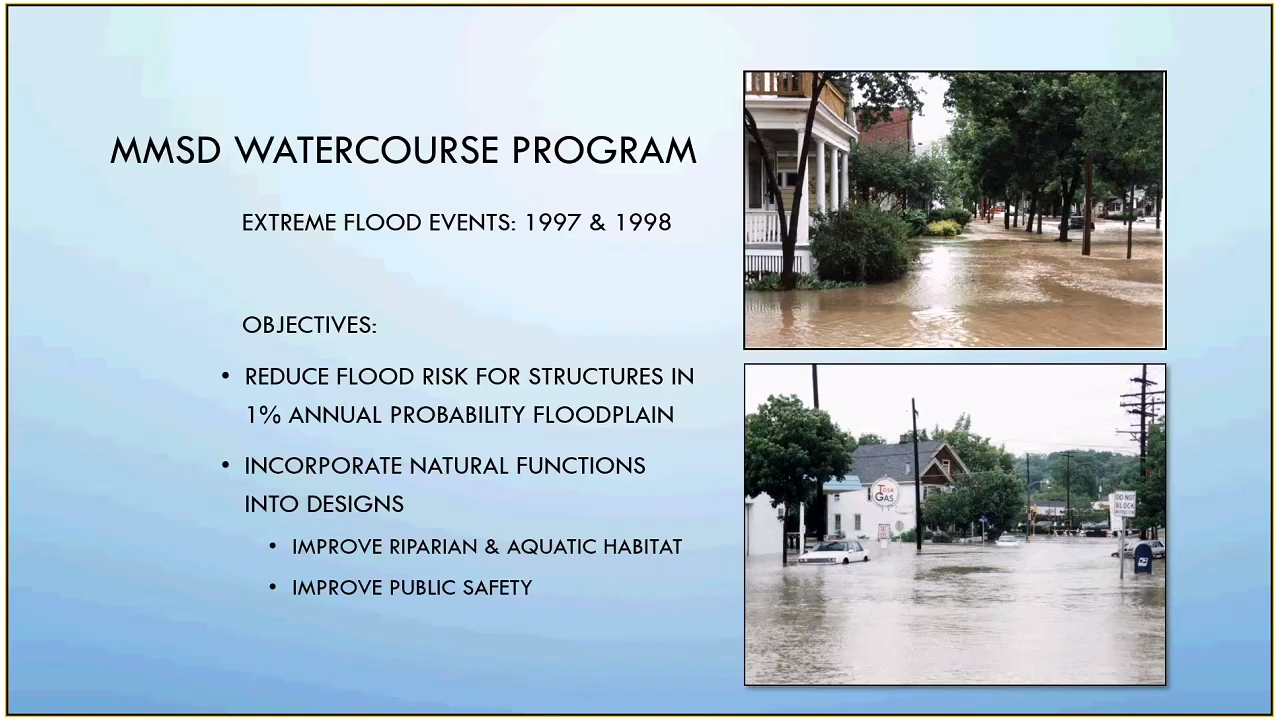 MMSD WATERCOURSE PROGRAM
EXTREME FLOOD EVENTS: 1997 & 1998
OBJECTIVES:
• REDUCE FLOOD RISK FOR STRUCTURES IN
1% ANNUAL PROBABILITY FLOODPLAIN
• INCORPORATE NATURAL FUNCTIONS
INTO DESIGNS
• IMPROVE RIPARIAN & AQUATIC HABITAT
• IMPROVE PUBLIC SAFETY
TOSA
GAS
DO NOT
BLOCK